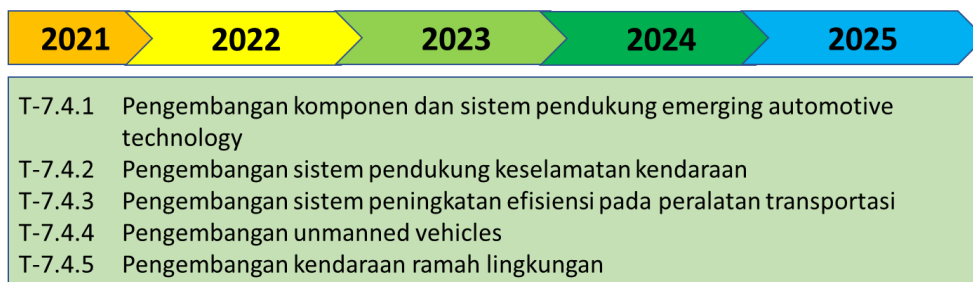 2021 2022 2023 2024 2025
T-7.4.1 Pengembangan komponen dan sistem pendukung emerging automotive
technology
T-7.4.2 Pengembangan sistem pendukung keselamatan kendaraan
T-7.4.3 Pengembangan sistem peningkatan efisiensi pada peralatan transportasi
T-7.4.4 Pengembangan unmanned vehicles
T-7.4.5 Pengembangan kendaraan ramah lingkungan